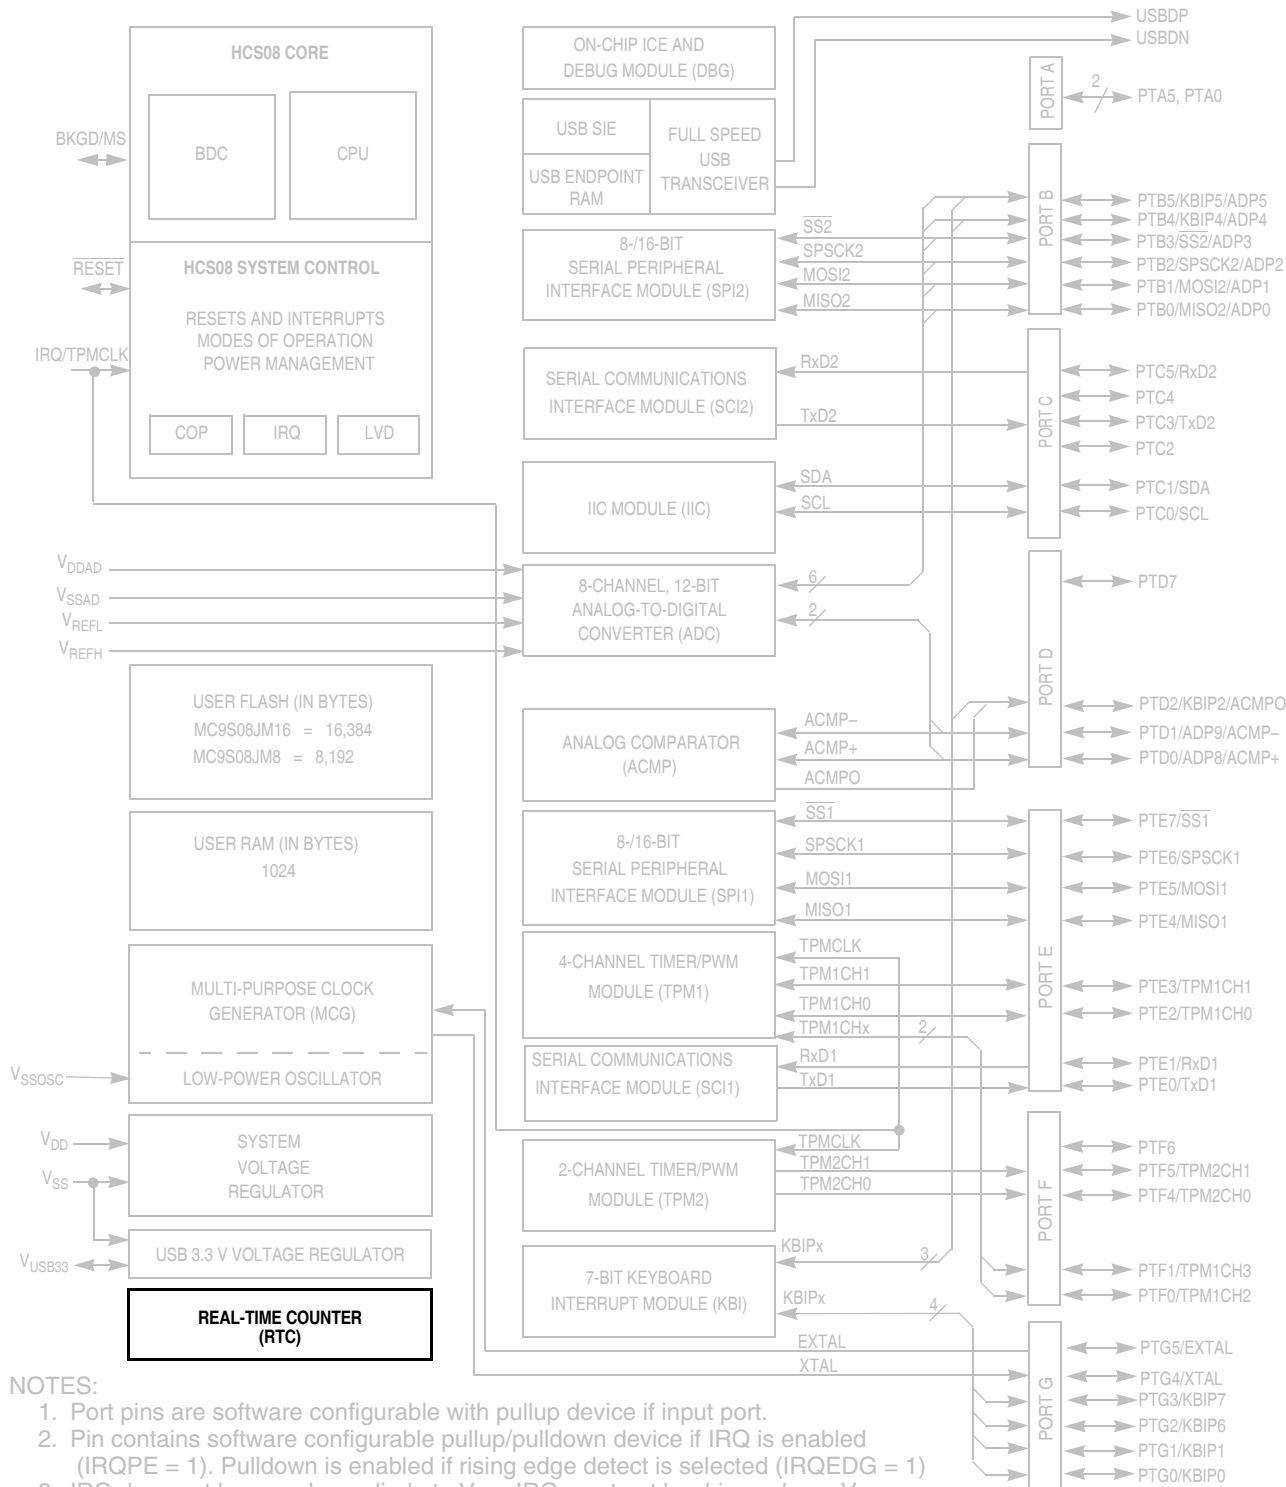 HCS08 CORE
BDC
CPU
BKGD/MS
RESET
HCS08 SYSTEM CONTROL
RESETS AND INTERRUPTS
MODES OF OPERATION
POWER MANAGEMENT
IRQ/TPMCLK
COP
IRQ
LVD
VDDAD
VSSAD
VREFL
VREFH
USER FLASH (IN BYTES)
MC9S08JM16 = 16,384
MC9S08JM8 = 8,192
USER RAM (IN BYTES)
1024
MULTI-PURPOSE CLOCK
GENERATOR (MCG)
LOW-POWER OSCILLATOR
VSSOSC
VDD
VSS
SYSTEM
VOLTAGE
REGULATOR
VUSB33
USB 3.3 V VOLTAGE REGULATOR
REAL-TIME COUNTER
(RTC)
ON-CHIP ICE AND
DEBUG MODULE (DBG)
USB SIE
USB ENDPOINT
RAM
FULL SPEED
USB
TRANSCEIVER
8-/16-BIT
SERIAL PERIPHERAL
INTERFACE MODULE (SPI2)
SS2
SPSCK2
MOSI2
MISO2
SERIAL COMMUNICATIONS
INTERFACE MODULE (SCI2)
RxD2
TxD2
IIC MODULE (IIC)
SDA
SCL
8-CHANNEL, 12-BIT
ANALOG-TO-DIGITAL
CONVERTER (ADC)
6
2
ANALOG COMPARATOR
(ACMP)
ACMP–
ACMP+
ACMPO
8-/16-BIT
SERIAL PERIPHERAL
INTERFACE MODULE (SPI1)
SS1
SPSCK1
MOSI1
MISO1
4-CHANNEL TIMER/PWM
MODULE (TPM1)
TPMCLK
TPM1CH1
TPM1CH0
TPM1CHx
2
SERIAL COMMUNICATIONS
INTERFACE MODULE (SCI1)
RxD1
TxD1
2-CHANNEL TIMER/PWM
MODULE (TPM2)
TPMCLK
TPM2CH1
TPM2CH0
7-BIT KEYBOARD
INTERRUPT MODULE (KBI)
KBIPx
3
KBIPx
4
EXTAL
XTAL
USBDP
USBDN
PORT A
2
PTA5, PTA0
PORT B
PTB5/KBIP5/ADP5
PTB4/KBIP4/ADP4
PTB3/SS2/ADP3
PTB2/SPSCK2/ADP2
PTB1/MOSI2/ADP1
PTB0/MISO2/ADP0
PORT C
PTC5/RxD2
PTC4
PTC3/TxD2
PTC2
PTC1/SDA
PTC0/SCL
PORT D
PTD7
PTD2/KBIP2/ACMPO
PTD1/ADP9/ACMP–
PTD0/ADP8/ACMP+
PORT E
PTE7/SS1
PTE6/SPSCK1
PTE5/MOSI1
PTE4/MISO1
PTE3/TPM1CH1
PTE2/TPM1CH0
PTE1/RxD1
PTE0/TxD1
PORT F
PTF6
PTF5/TPM2CH1
PTF4/TPM2CH0
PTF1/TPM1CH3
PTF0/TPM1CH2
PORT G
PTG5/EXTAL
PTG4/XTAL
PTG3/KBIP7
PTG2/KBIP6
PTG1/KBIP1
PTG0/KBIP0
NOTES:
1. Port pins are software configurable with pullup device if input port.
2. Pin contains software configurable pullup/pulldown device if IRQ is enabled
(IRQPE = 1). Pulldown is enabled if rising edge detect is selected (IRQEDG = 1)